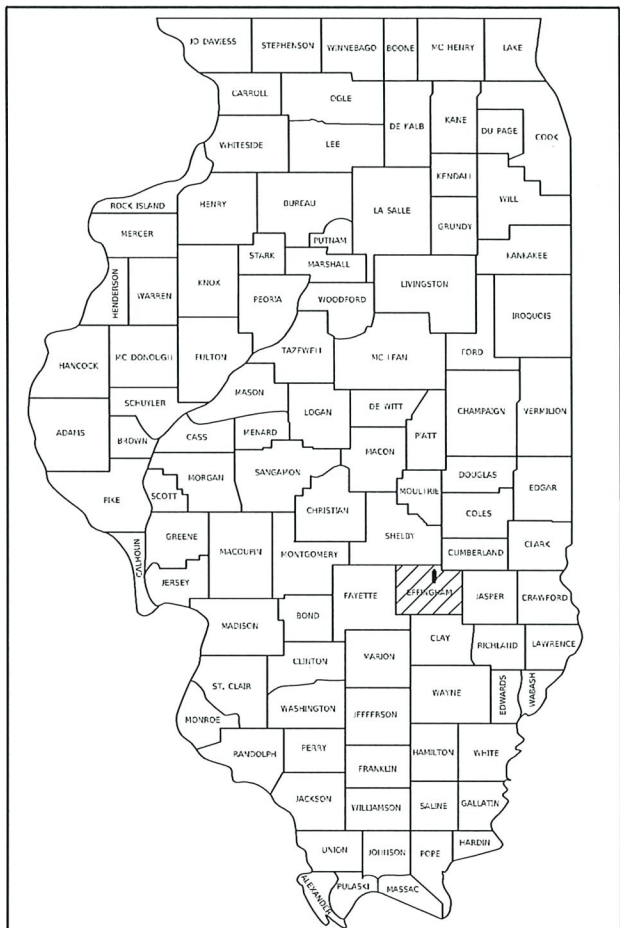 JO DAVIESS
STEPHENSON
WINNEBAGO
BOONE
MC HENRY
LAKE
CARROLL
OGLE
DE KALB
KANE
DU PAGE
COOK
WHITESIDE
LEE
KENDALL
WILL
ROCK ISLAND
HENRY
BUREAU
LA SALLE
GRUNDY
MERCER
PUTNAM
KANKAKEE
STARK
MARSHALL
HENDERSON
WARREN
KNOX
PEORIA
WOODFORD
LIVINGSTON
IROQUOIS
HANCOCK
MC DONOUGH
FULTON
TAZEWELL
MC LEAN
FORD
SCHUYLER
MASON
LOGAN
DE WITT
CHAMPAIGN
VERMILION
ADAMS
BROWN
CASS
MENARD
MACON
PIATT
PIKE
SCOTT
MORGAN
SANGAMON
MOULTRIE
DOUGLAS
EDGAR
CHRISTIAN
COLES
GREENE
MACOUPIN
MONTGOMERY
SHELBY
CUMBERLAND
CLARK
CALHOUN
JERSEY
FAYETTE
EFFINGHAM
JASPER
CRAWFORD
MADISON
BOND
CLAY
RICHLAND
LAWRENCE
CLINTON
MARION
ST. CLAIR
WAYNE
EDWARDS
WABASH
MONROE
WASHINGTON
JEFFERSON
RANDOLPH
PERRY
HAMILTON
WHITE
FRANKLIN
JACKSON
WILLIAMSON
SALINE
GALLATIN
UNION
JOHNSON
POPE
HARDIN
ALEXANDER
PULASKI
MASSAC